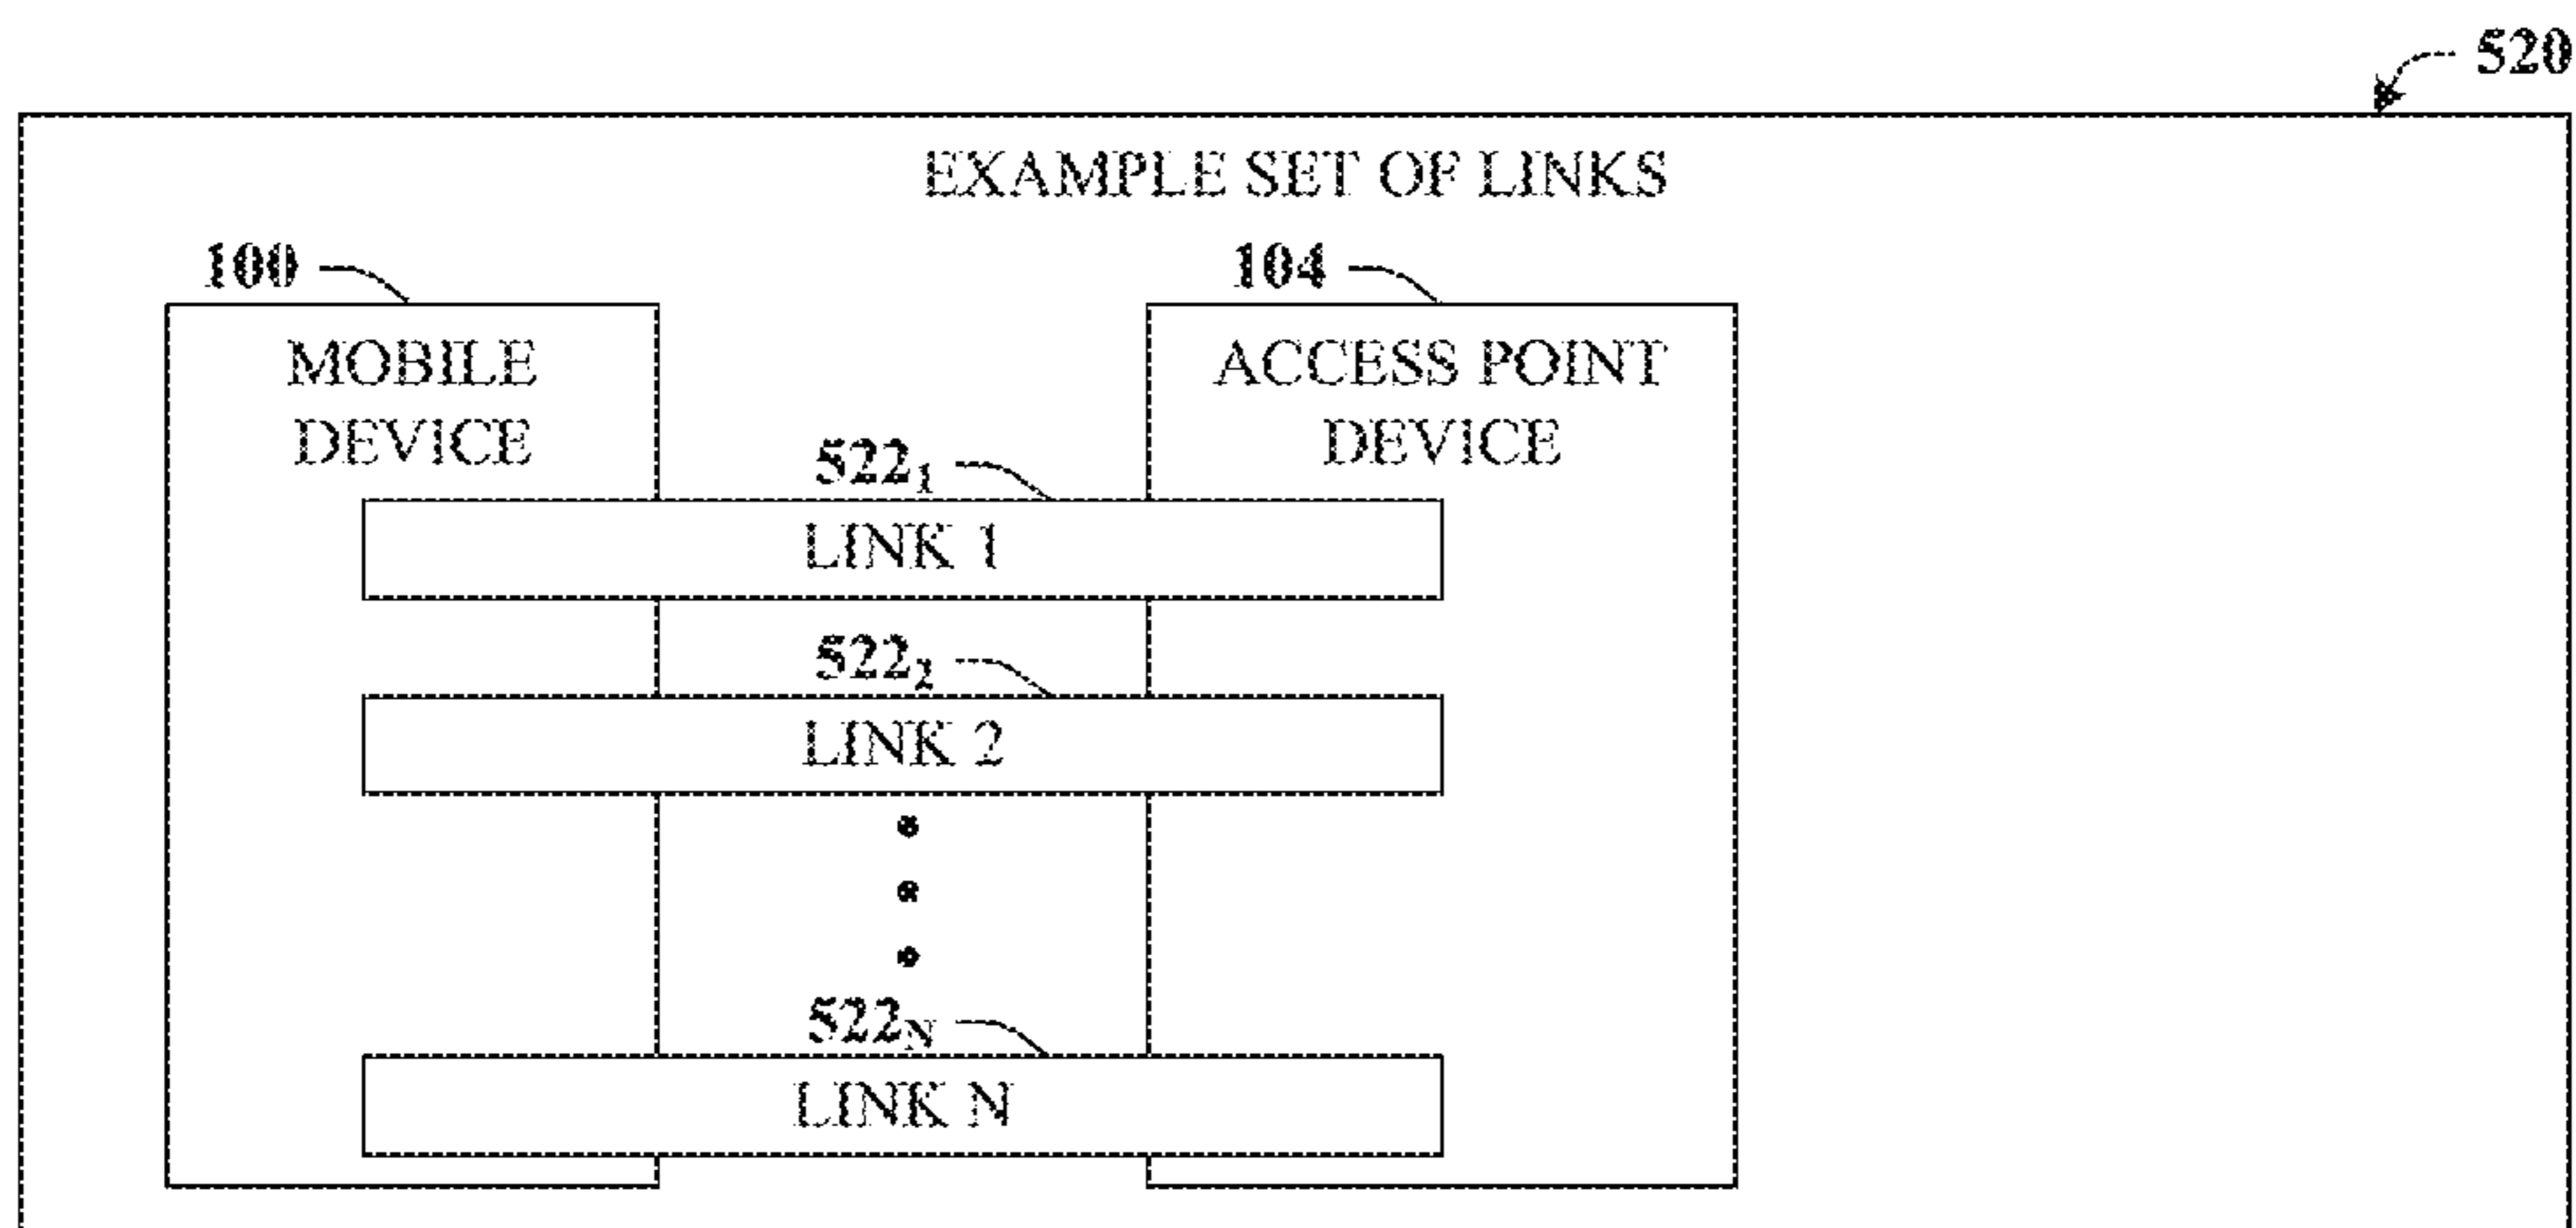 520
EXAMPLE SET OF LINKS
100
104
MOBILE
DEVICE
ACCESS POINT
DEVICE
522₁
LINK 1
522₂
LINK 2
522ₙ
LINK N